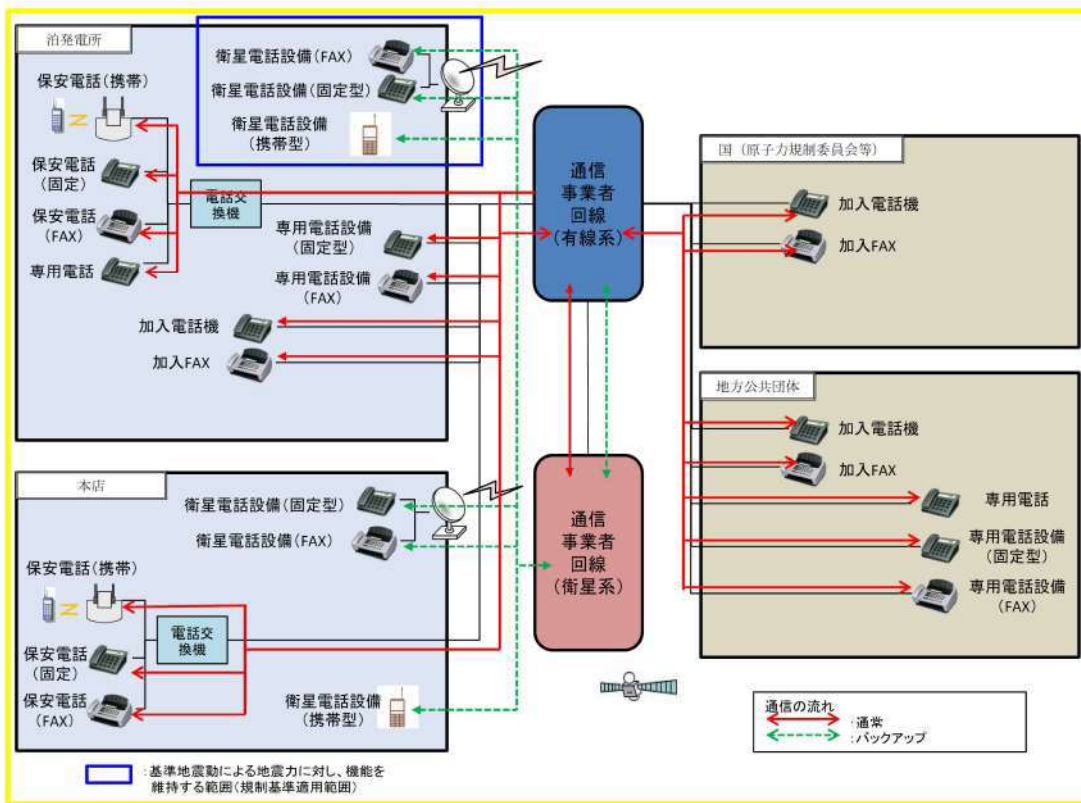 泊発電所
衛星電話設備(FAX)
衛星電話設備(固定型)
衛星電話設備
(携帯型)
保安電話(携帯)
保安電話
(固定)
保安電話
(FAX)
専用電話
電話交
換機
専用電話設備
(固定型)
専用電話設備
(FAX)
加入電話機
加入FAX
通信
事業者
回線
(有線系)
国(原子力規制委員会等)
加入電話機
加入FAX
地方公共団体
加入電話機
加入FAX
専用電話
専用電話設備
(固定型)
専用電話設備
(FAX)
本店
衛星電話設備(固定型)
衛星電話設備(FAX)
保安電話(携帯)
電話交
換機
保安電話
(固定)
保安電話
(FAX)
衛星電話設備
(携帯型)
通信
事業者
回線
(衛星系)
通信の流れ
:通常
:バックアップ
:基準地震動による地震力に対し、機能を
維持する範囲(規制基準適用範囲)